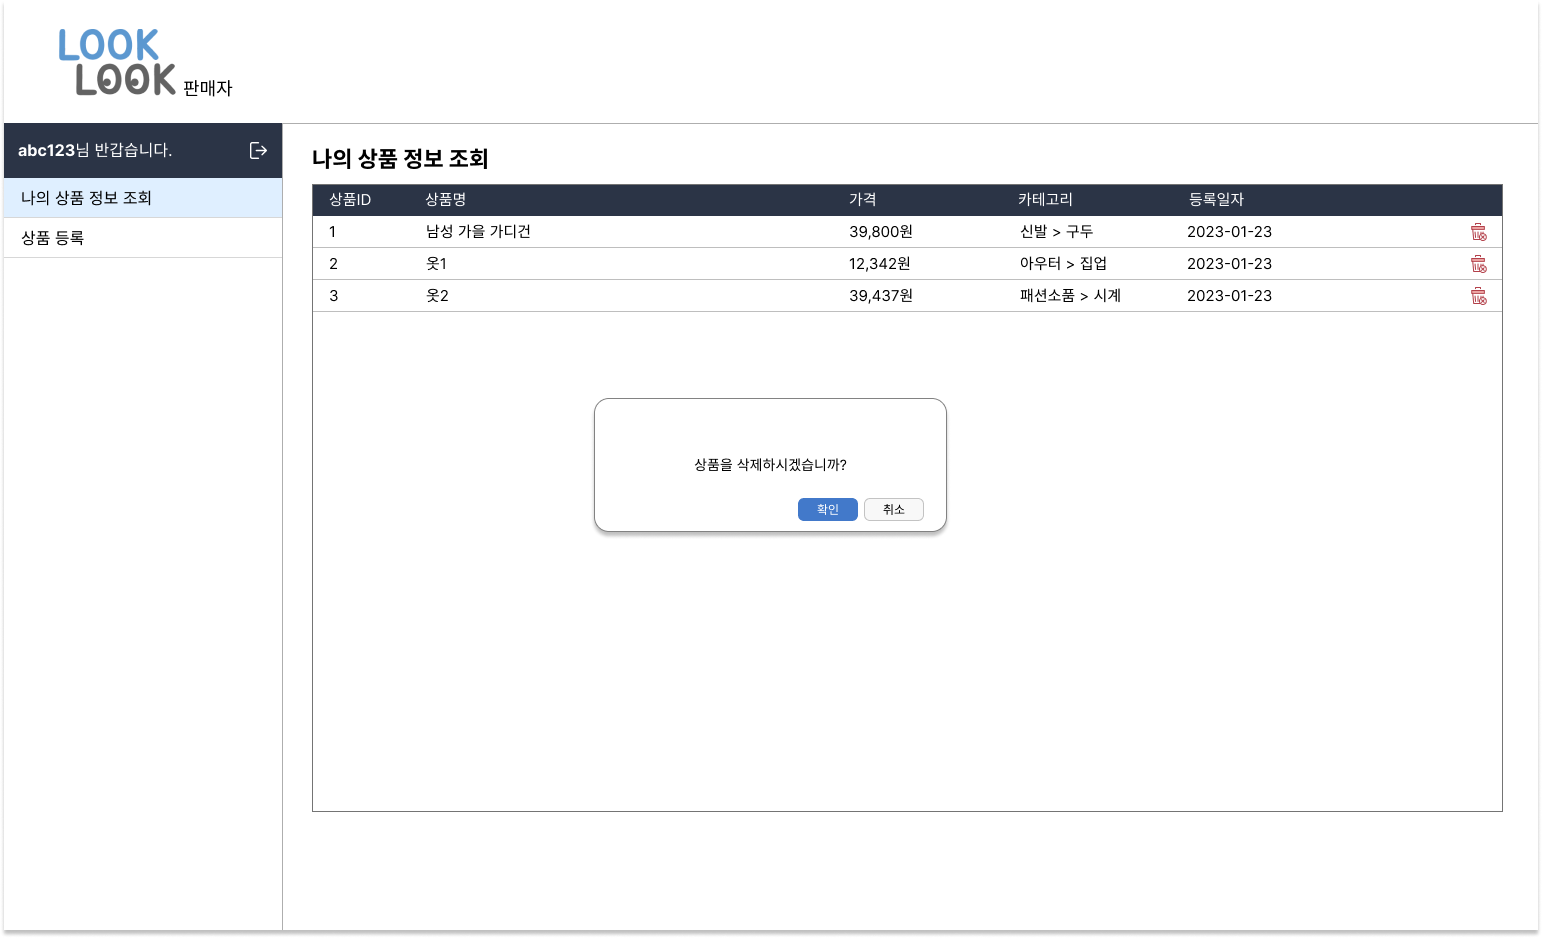 LOOK
LOOK 판매자
abc123님 반갑습니다.
나의 상품 정보 조회
상품 등록
나의 상품 정보 조회
상품ID 상품명 가격 카테고리 등록일자
1 남성 가을 가디건 39,800원 신발 > 구두 2023-01-23
2 옷1 12,342원 아우터 > 집업 2023-01-23
3 옷2 39,437원 패션소품 > 시계 2023-01-23
상품을 삭제하시겠습니까?
확인 취소